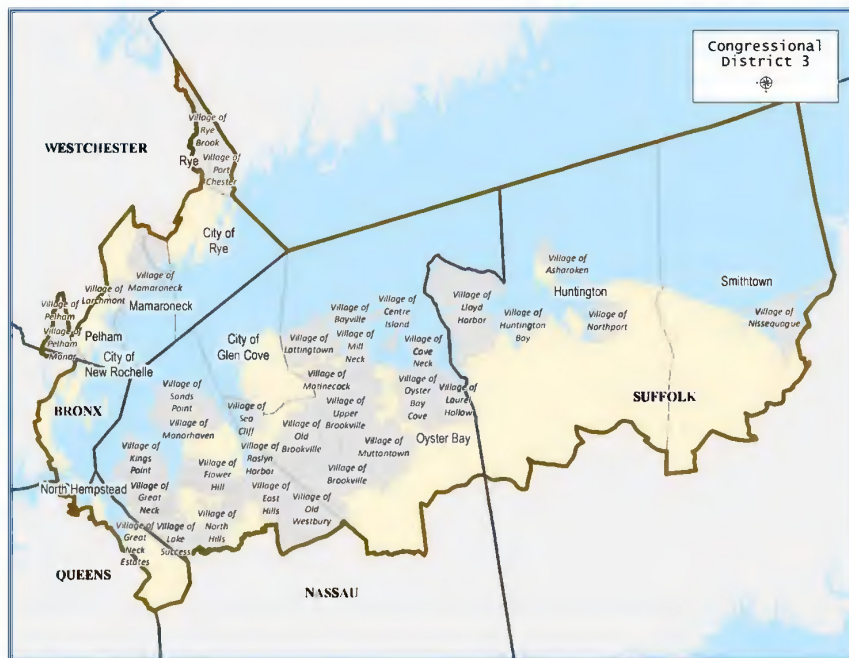 Congressional
District 3
WESTCHESTER
Village of
Rye
Brook
Rye
Village of
Port
Chester
City of
Rye
Village of
Mamaroneck
Village of
Larchmont
Mamaroneck
Village of
Pelham
Pelham
Village of
Pelham
Manor
City of
New Rochelle
BRONX
Village of
Asharoken
Huntington
Smithtown
Village of
Lloyd
Harbor
Village of
Huntington
Bay
Village of
Northport
Village of
Nissequogue
Village of
Centre
Island
Village of
Bayville
Village of
Mill
Neck
City of
Glen Cove
Village of
Lattingtown
Village of
Cove
Neck
Village of
Matinecock
Village of
Oyster
Bay
Cove
Village of
Laurel
Hollow
SUFFOLK
Village of
Sands
Point
Village of
Sea
Cliff
Village of
Upper
Brookville
Village of
Manorhaven
Village of
Old
Brookville
Oyster Bay
Village of
Muttontown
Village of
Kings
Point
Village of
Roslyn
Harbor
Village of
Flower
Hill
Village of
Brookville
North Hempstead
Village of
Great
Neck
Village of
East
Hills
Village of
Old
Westbury
Village of
North
Hills
Village of
Lake
Success
Village of
Great
Neck
Estates
QUEENS
NASSAU